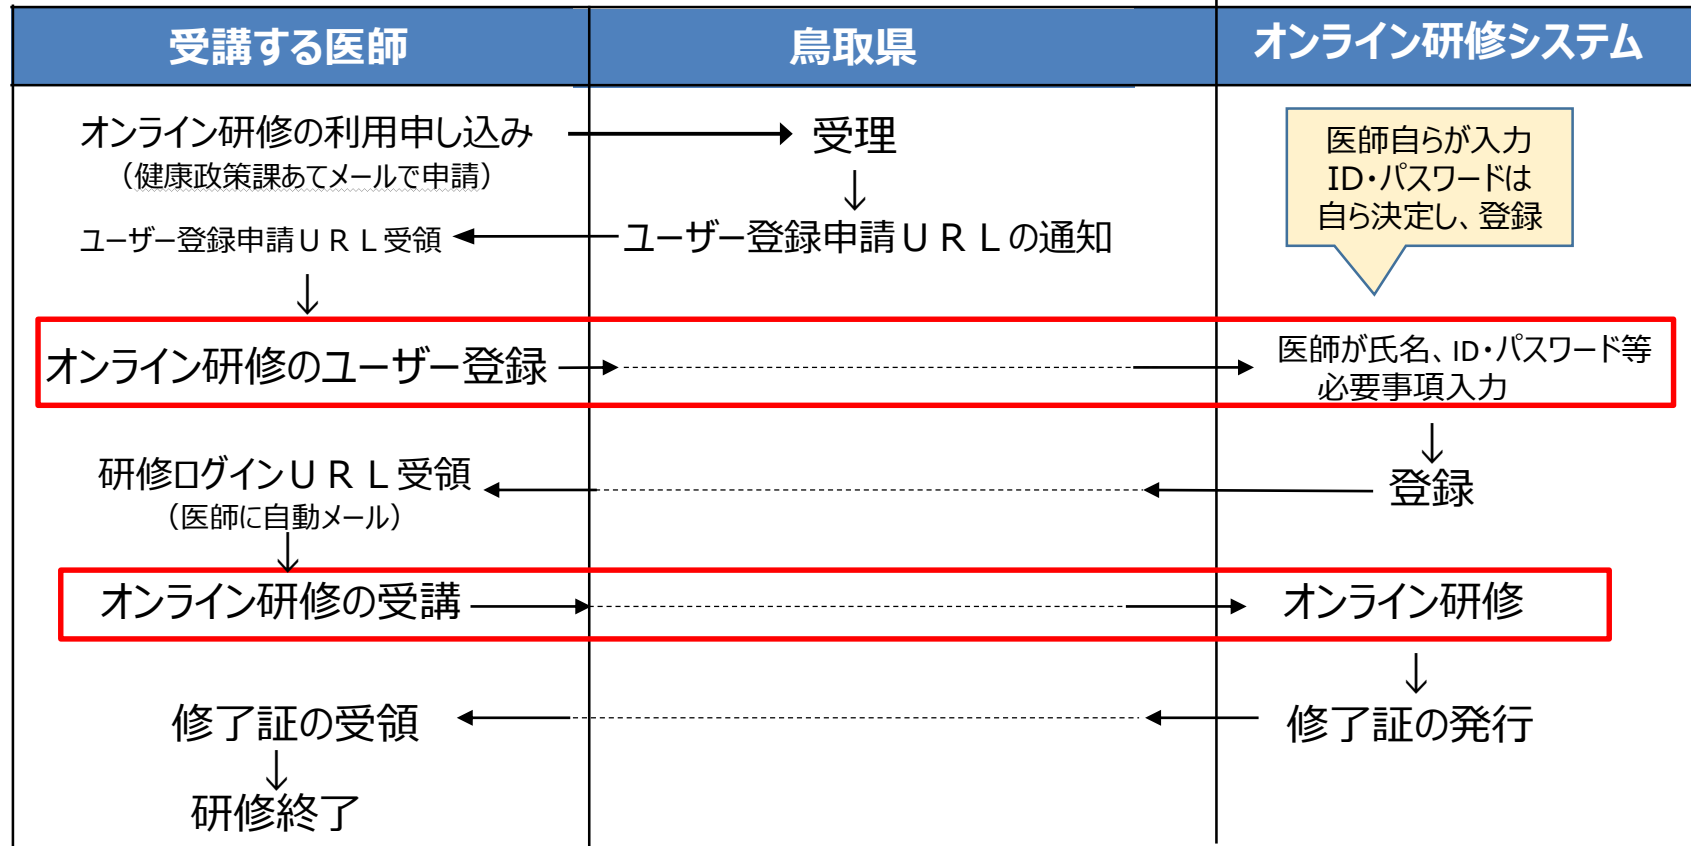 受講する医師
鳥取県
オンライン研修システム
オンライン研修の利用申し込み
受理
（健康政策課あてメールで申請）
医師自らが入力
ID・パスワードは
自ら決定し、登録
ユーザー登録申請ＵＲＬ受領
ユーザー登録申請ＵＲＬの通知
オンライン研修のユーザー登録
医師が氏名、ID・パスワード等
必要事項入力
研修ログインＵＲＬ受領
（医師に自動メール）
登録
オンライン研修の受講
オンライン研修
修了証の受領
修了証の発行
研修終了